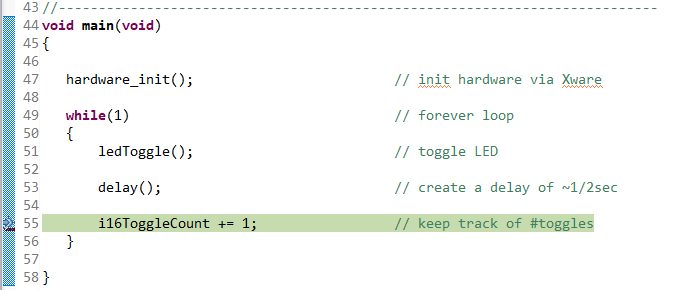 43 //---------------------------------------------------------------------------
44 void main(void)
45 {
46
47 hardware_init(); // init hardware via Xware
48
49 while(1) // forever loop
50 {
51 ledToggle(); // toggle LED
52
53 delay(); // create a delay of ~1/2sec
54
55 i16ToggleCount += 1; // keep track of #toggles
56 }
57
58 }